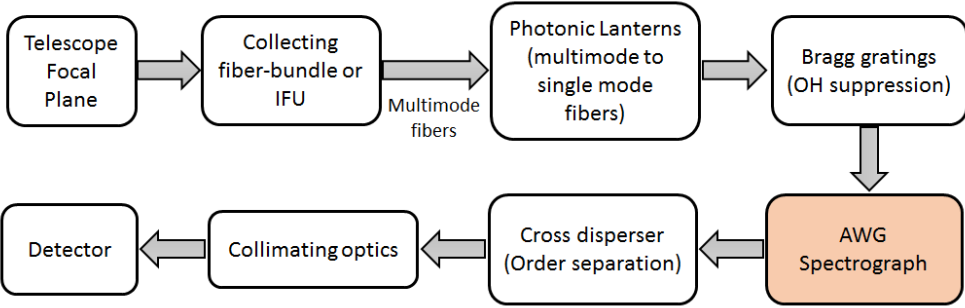 Telescope
Focal
Plane
Collecting
fiber-bundle or
IFU
Multimode
fibers
Photonic Lanterns
(multimode to
single mode
fibers)
Bragg gratings
(OH suppression)
AWG
Spectrograph
Cross disperser
(Order separation)
Collimating optics
Detector